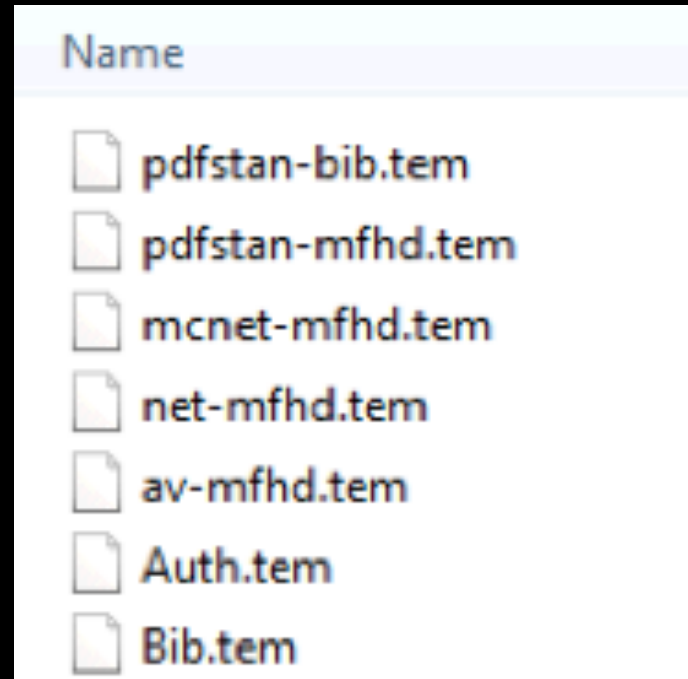 Name
pdfstan-bib.tem
pdfstan-mfhd.tem
mcnet-mfhd.tem
net-mfhd.tem
av-mfhd.tem
Auth.tem
Bib.tem